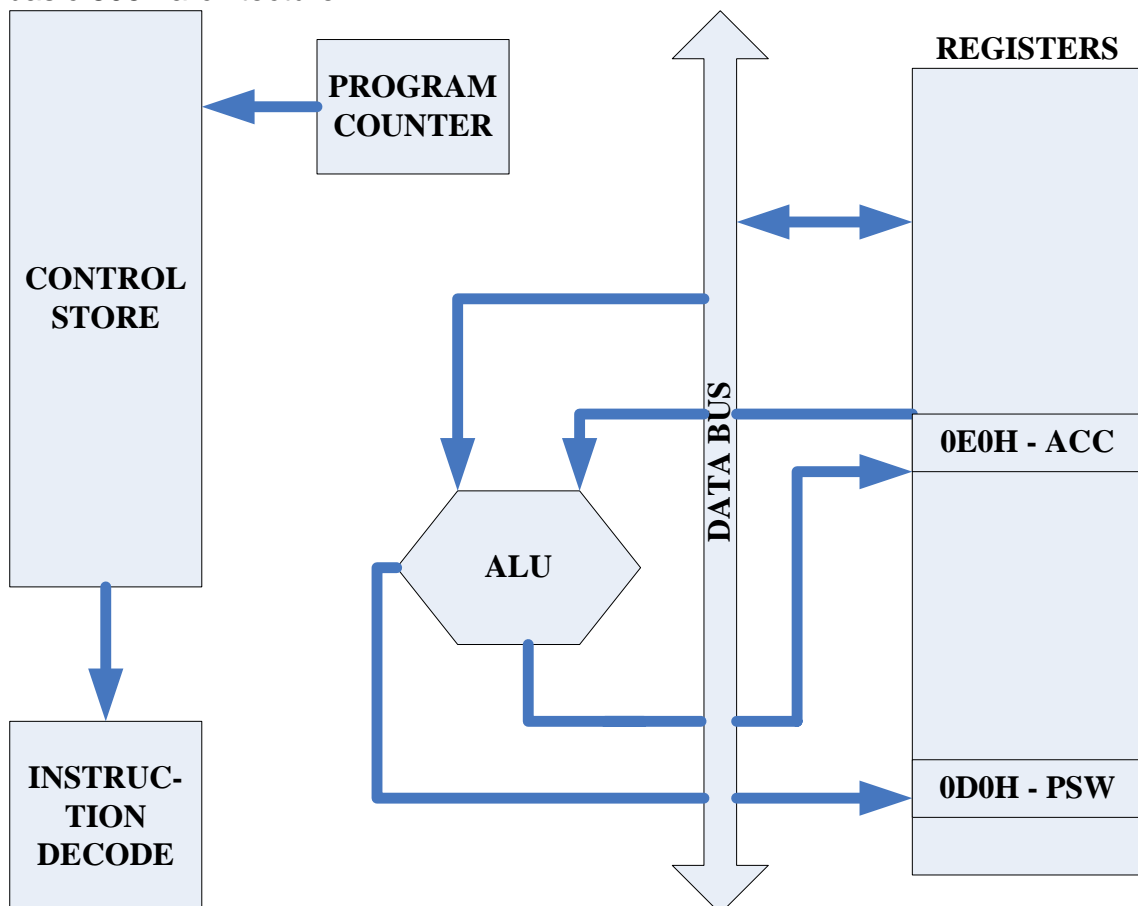 REGISTERS
PROGRAM
COUNTER
CONTROL
STORE
DATA BUS
0E0H - ACC
ALU
INSTRUC-
TION
DECODE
0D0H - PSW